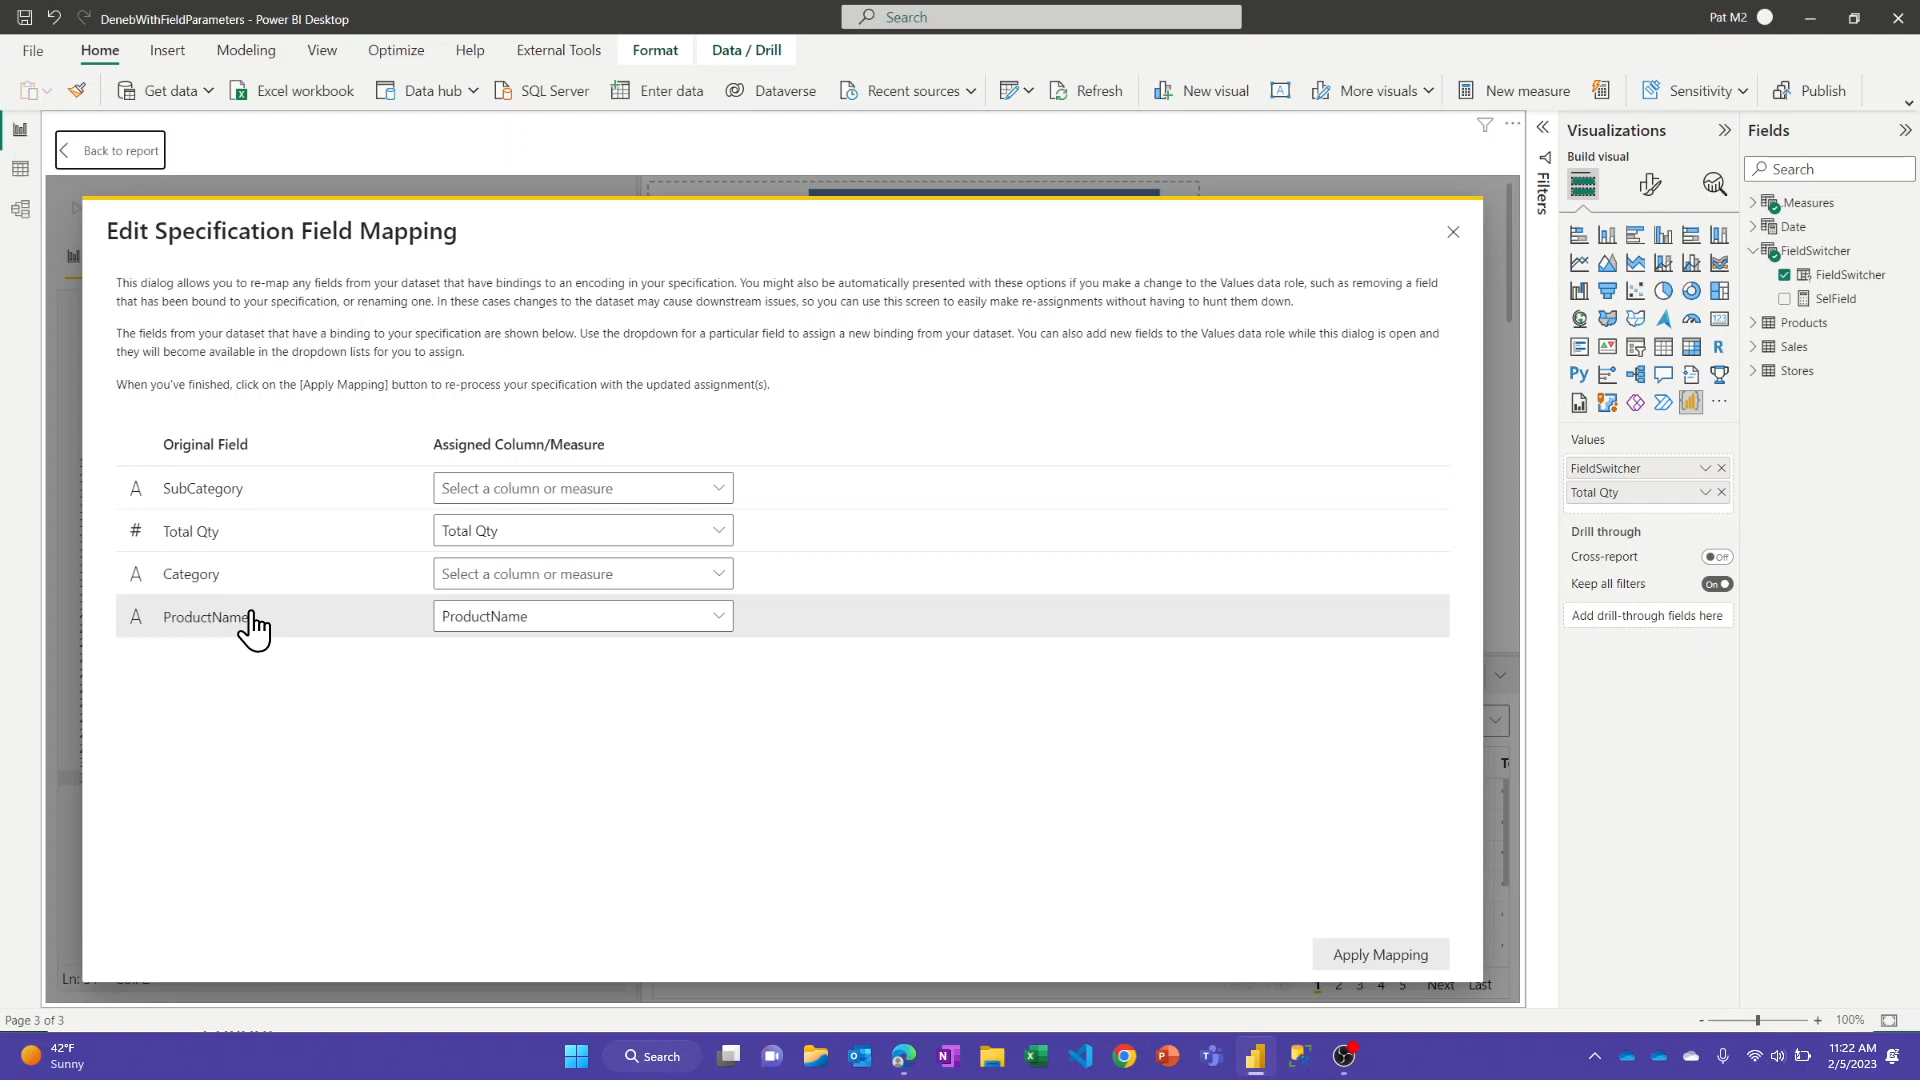 DenebWithFieldParameters - Power BI Desktop
Search
Pat M2
File
Home
Insert
Modeling
View
Optimize
Help
External Tools
Format
Data / Drill
Get data
Excel workbook
Data hub
SQL Server
Enter data
Dataverse
Recent sources
Refresh
New visual
More visuals
New measure
Sensitivity
Publish
Back to report
Edit Specification Field Mapping
This dialog allows you to re-map any fields from your dataset that have bindings to an encoding in your specification. You might also be automatically presented with these options if you make a change to the Values data role, such as removing a field
that has been bound to your specification, or renaming one. In these cases changes to the dataset may cause downstream issues, so you can use this screen to easily make re-assignments without having to hunt them down.
The fields from your dataset that have a binding to your specification are shown below. Use the dropdown for a particular field to assign a new binding from your dataset. You can also add new fields to the Values data role while this dialog is open and
they will become available in the dropdown lists for you to assign.
When you've finished, click on the [Apply Mapping] button to re-process your specification with the updated assignment(s).
Original Field
Assigned Column/Measure
A SubCategory
Select a column or measure
# Total Qty
Total Qty
A Category
Select a column or measure
A ProductName
ProductName
Apply Mapping
Ln:
1 2 3 4 5 Next Last
Filters
Visualizations
Build visual
123
R
Py
Values
FieldSwitcher
Total Qty
Drill through
Cross-report
Off
Keep all filters
On
Add drill-through fields here
Fields
Search
.Measures
Date
FieldSwitcher
FieldSwitcher
SelField
Products
Sales
Stores
Page 3 of 3
- + 100%
42°F
Sunny
Search
11:22 AM
2/5/2023